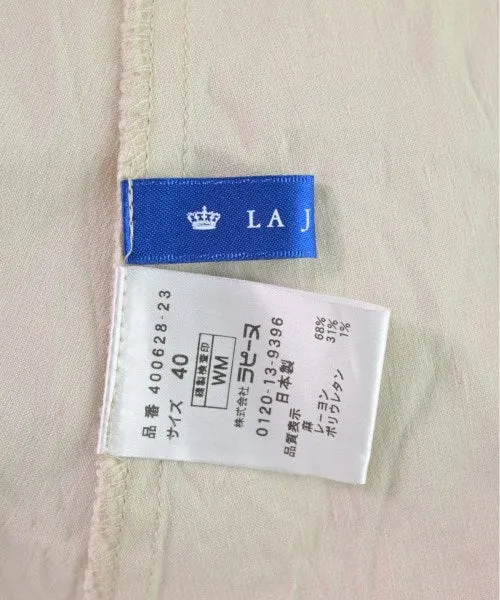 LA J
品番 400628-23
サイズ 40
縫製検査印
WM
株式会社 ラピーヌ
0120-13-9396
日本製
品質表示
麻 68%
レーヨン 31%
ポリウレタン 1%